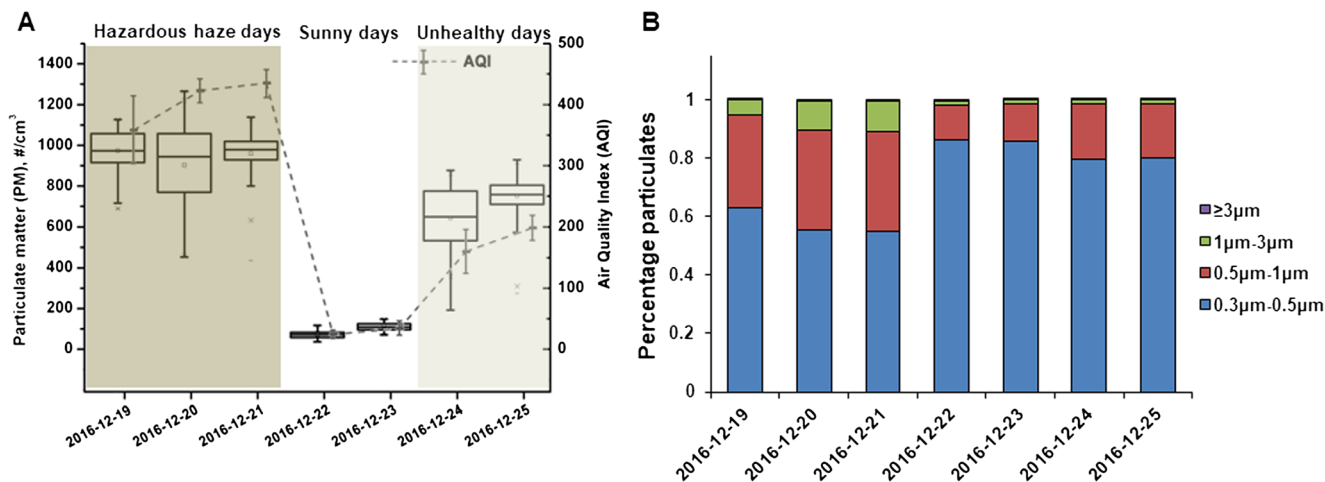 A
Hazardous haze days
Sunny days
Unhealthy days
AQI
Particulate matter (PM), #/cm³
1400
1200
1000
800
600
400
200
0
500
400
300
200
100
0
Air Quality Index (AQI)
2016-12-19
2016-12-20
2016-12-21
2016-12-22
2016-12-23
2016-12-24
2016-12-25
B
Percentage particulates
1
0.8
0.6
0.4
0.2
0
2016-12-19
2016-12-20
2016-12-21
2016-12-22
2016-12-23
2016-12-24
2016-12-25
≥3µm
1µm-3µm
0.5µm-1µm
0.3µm-0.5µm